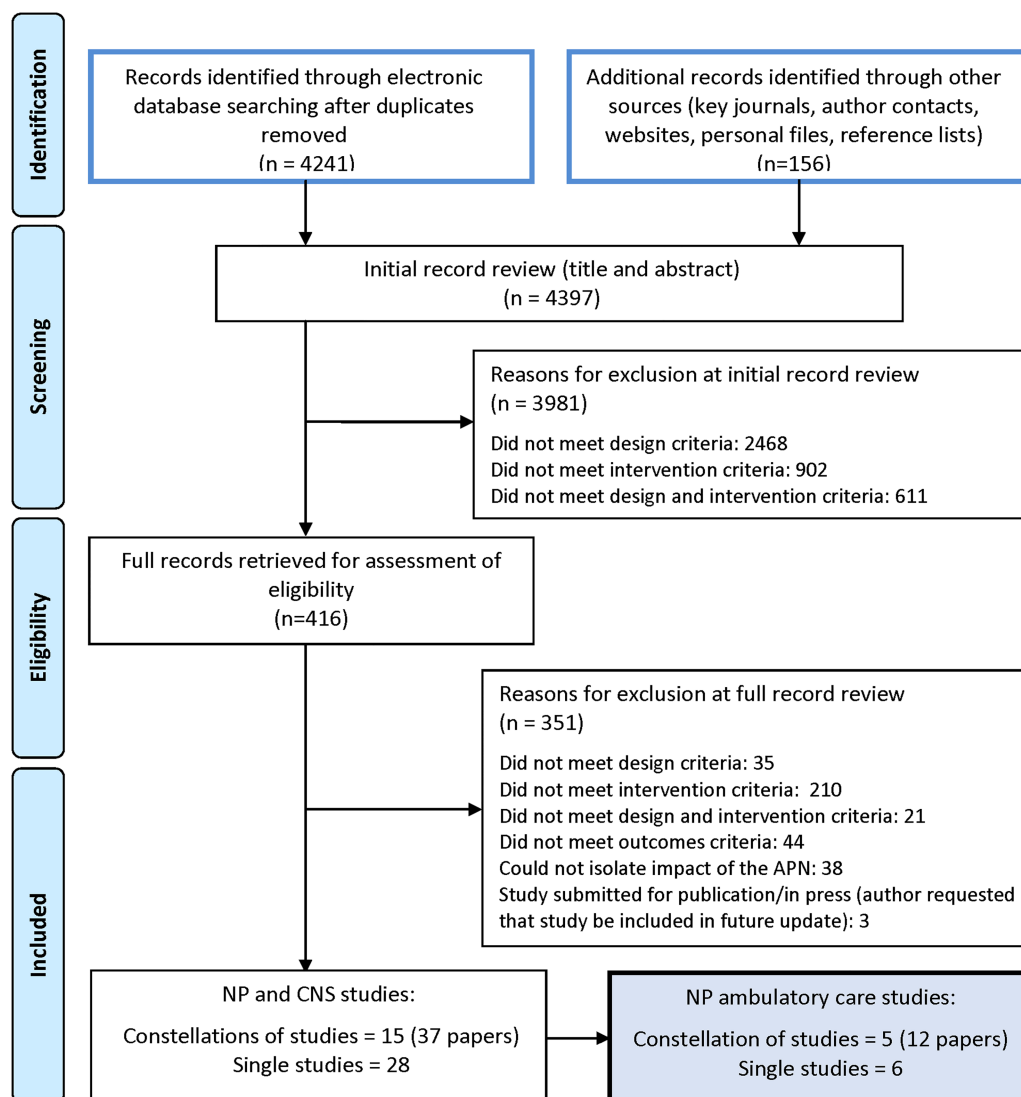 Identification
Records identified through electronic
database searching after duplicates
removed
(n = 4241)
Additional records identified through other
sources (key journals, author contacts,
websites, personal files, reference lists)
(n=156)
Screening
Initial record review (title and abstract)
(n = 4397)
Reasons for exclusion at initial record review
(n = 3981)
Did not meet design criteria: 2468
Did not meet intervention criteria: 902
Did not meet design and intervention criteria: 611
Eligibility
Full records retrieved for assessment of
eligibility
(n=416)
Reasons for exclusion at full record review
(n = 351)
Did not meet design criteria: 35
Did not meet intervention criteria: 210
Did not meet design and intervention criteria: 21
Did not meet outcomes criteria: 44
Could not isolate impact of the APN: 38
Study submitted for publication/in press (author requested
that study be included in future update): 3
Included
NP and CNS studies:
Constellations of studies = 15 (37 papers)
Single studies = 28
NP ambulatory care studies:
Constellation of studies = 5 (12 papers)
Single studies = 6